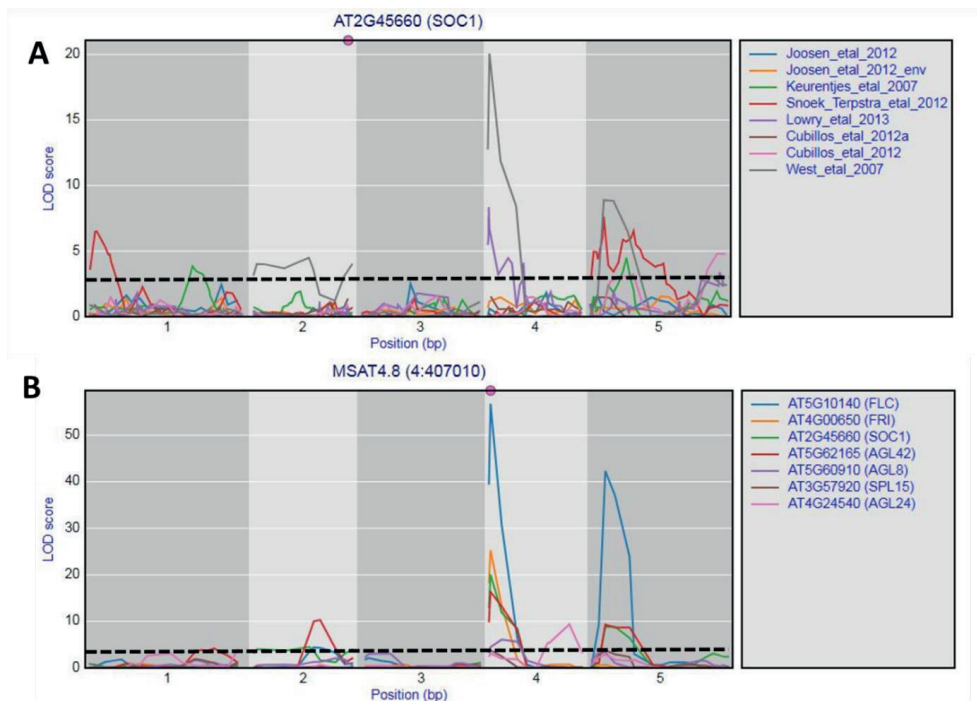 A
AT2G45660 (SOC1)
LOD score
20
15
10
5
0
1
2
3
4
5
Position (bp)
Joosen_etal_2012
Joosen_etal_2012_env
Keurentjes_etal_2007
Snoek_Terpstra_etal_2012
Lowry_etal_2013
Cubillos_etal_2012a
Cubillos_etal_2012
West_etal_2007
B
MSAT4.8 (4:407010)
LOD score
50
40
30
20
10
0
1
2
3
4
5
Position (bp)
AT5G10140 (FLC)
AT4G00650 (FRI)
AT2G45660 (SOC1)
AT5G62165 (AGL42)
AT5G60910 (AGL8)
AT3G57920 (SPL15)
AT4G24540 (AGL24)